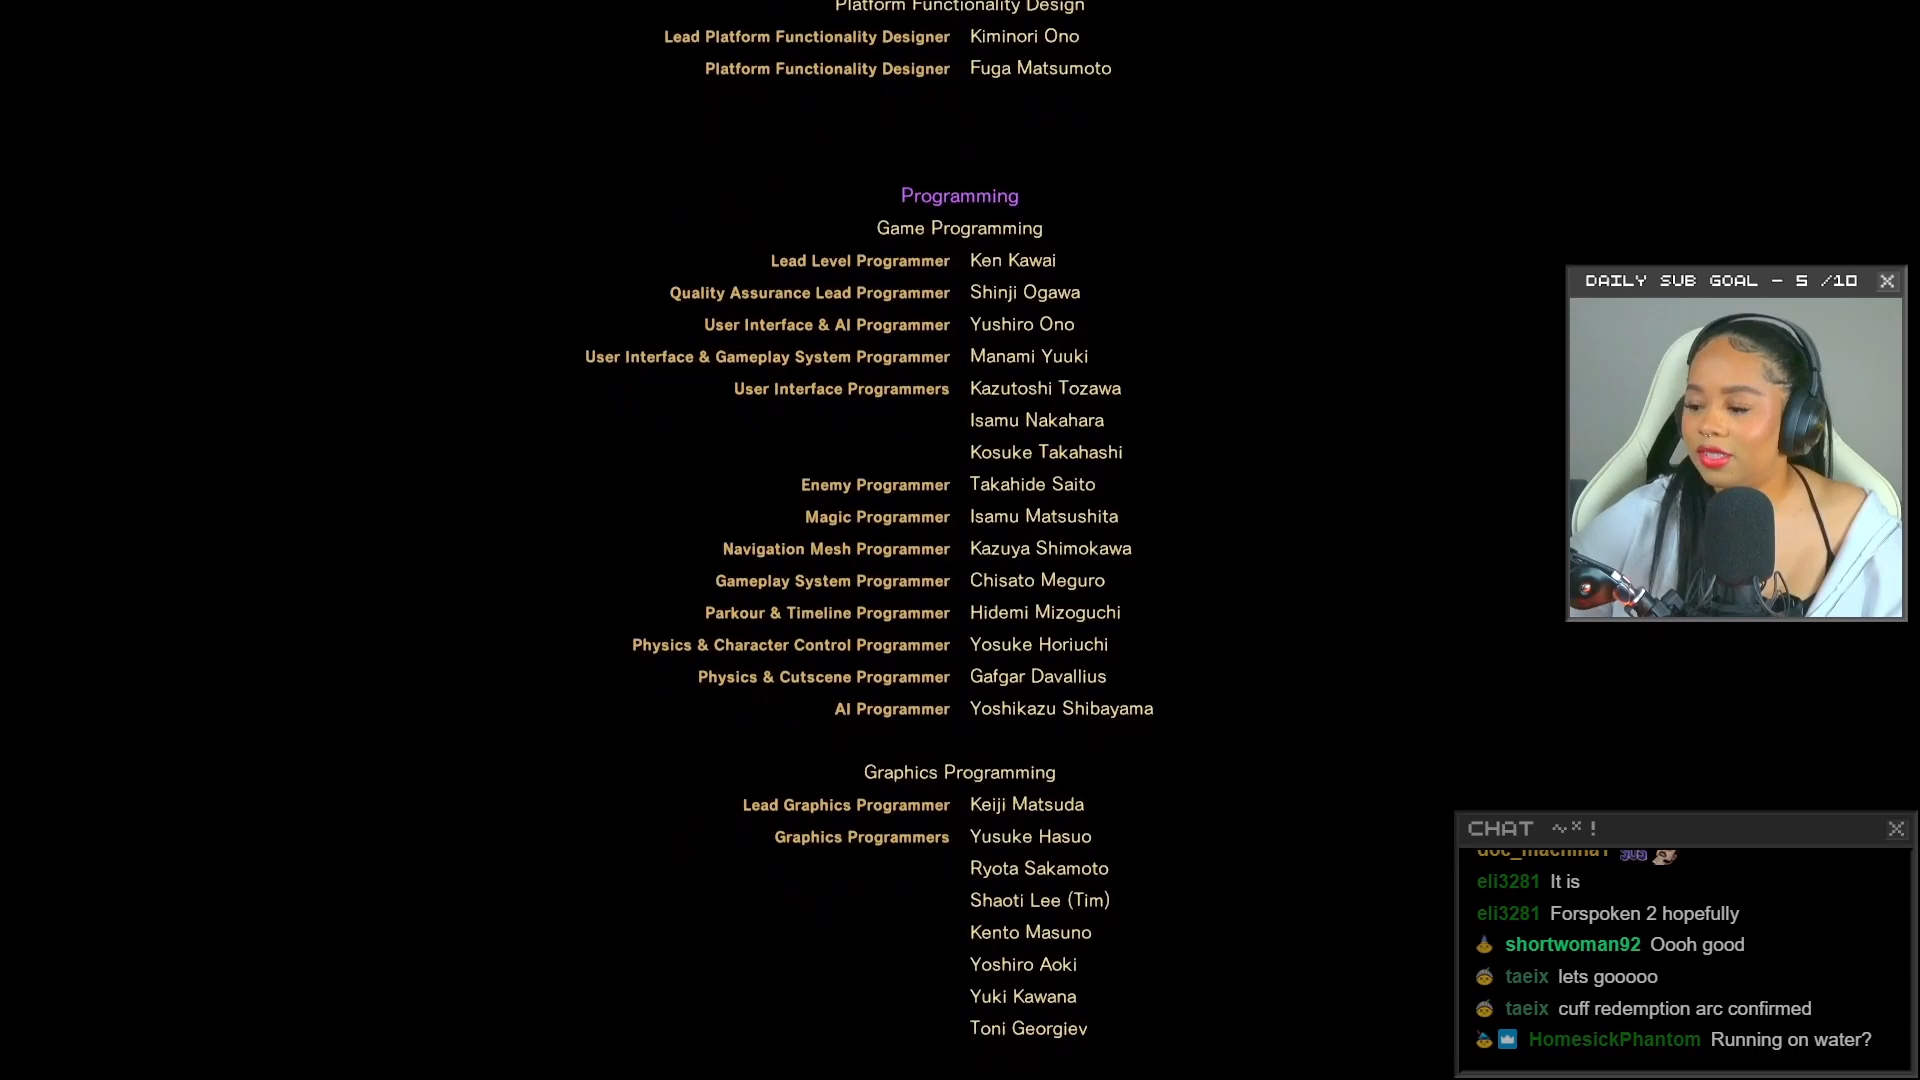 Platform Functionality Design
Lead Platform Functionality Designer Kiminori Ono
Platform Functionality Designer Fuga Matsumoto
Programming
Game Programming
Lead Level Programmer Ken Kawai
Quality Assurance Lead Programmer Shinji Ogawa
User Interface & AI Programmer Yushiro Ono
User Interface & Gameplay System Programmer Manami Yuuki
User Interface Programmers Kazutoshi Tozawa
Isamu Nakahara
Kosuke Takahashi
Enemy Programmer Takahide Saito
Magic Programmer Isamu Matsushita
Navigation Mesh Programmer Kazuya Shimokawa
Gameplay System Programmer Chisato Meguro
Parkour & Timeline Programmer Hidemi Mizoguchi
Physics & Character Control Programmer Yosuke Horiuchi
Physics & Cutscene Programmer Gafgar Davallius
AI Programmer Yoshikazu Shibayama
Graphics Programming
Lead Graphics Programmer Keiji Matsuda
Graphics Programmers Yusuke Hasuo
Ryota Sakamoto
Shaoti Lee (Tim)
Kento Masuno
Yoshiro Aoki
Yuki Kawana
Toni Georgiev
DAILY SUB GOAL - 5 /10 X
CHAT ~*! X
doc_machina1
eli3281 It is
eli3281 Forspoken 2 hopefully
shortwoman92 Oooh good
taeix lets gooooo
taeix cuff redemption arc confirmed
HomesickPhantom Running on water?